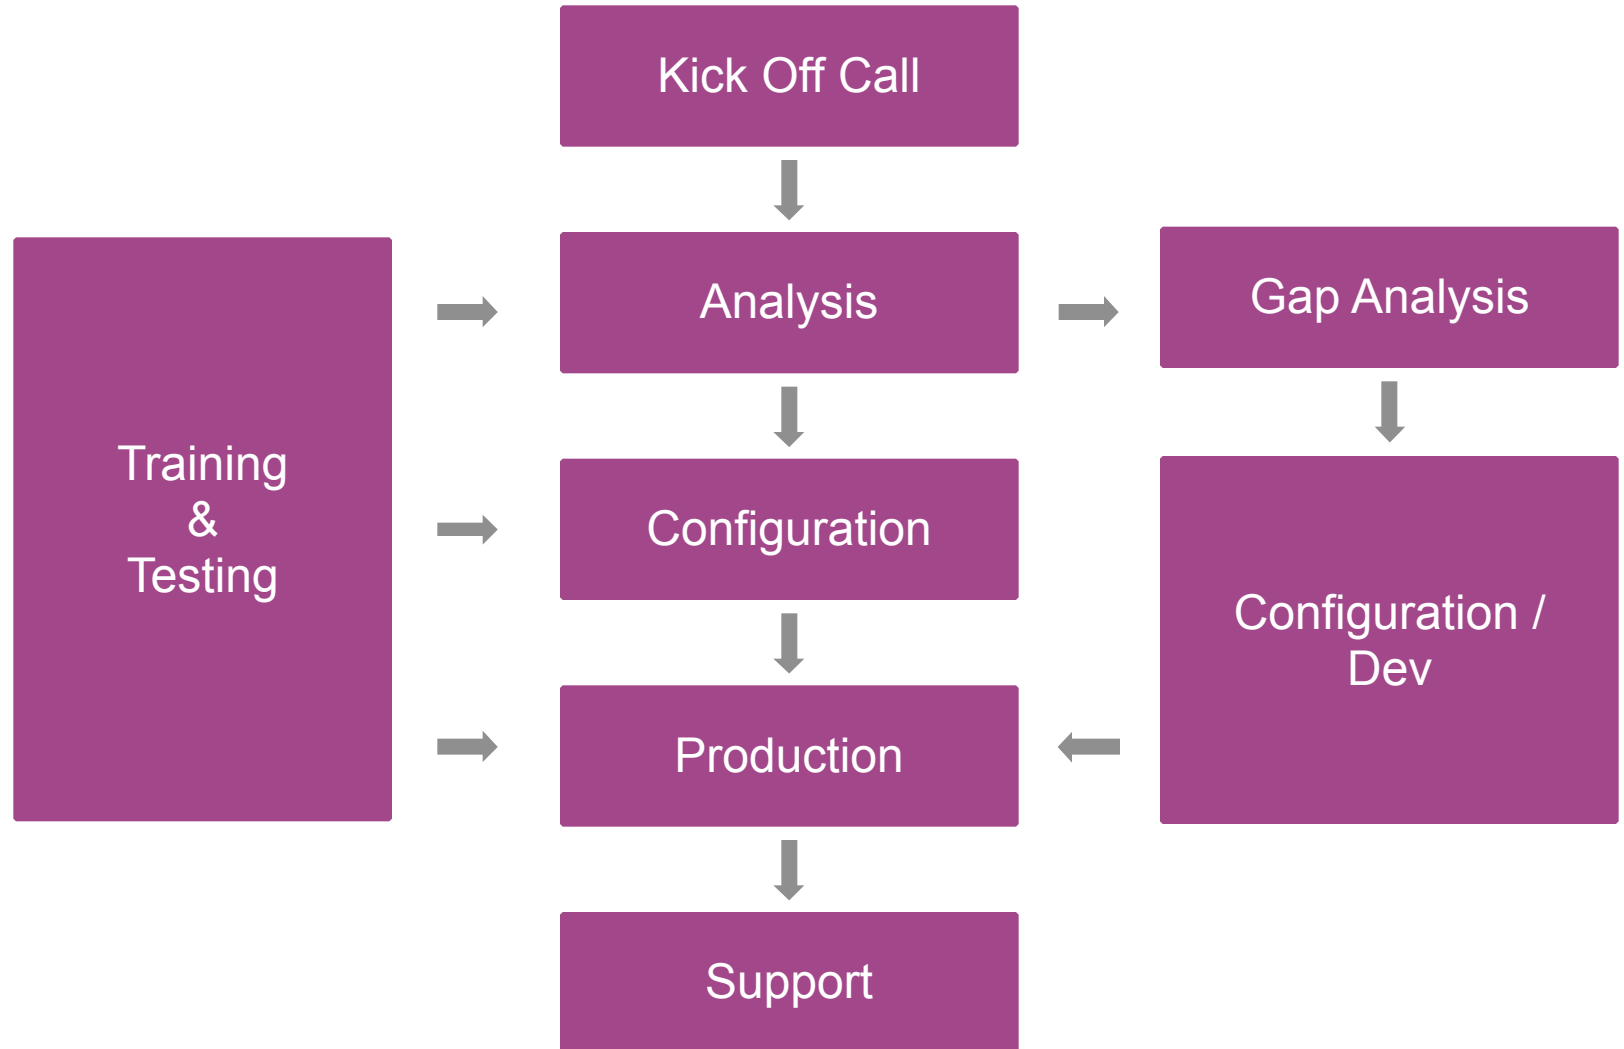 Kick Off Call
Analysis
Gap Analysis
Training
&
Testing
Configuration
Configuration /
Dev
Production
Support